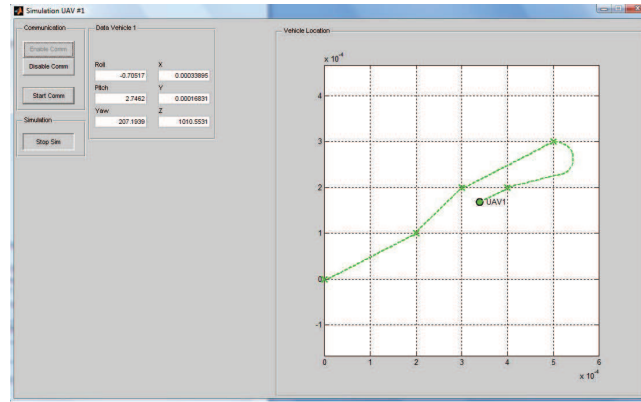 Simulation UAV #1
Communication
Enable Comm
Disable Comm
Start Comm
Simulation
Stop Sim
Data Vehicle 1
Roll X
-0.70517 0.00033895
Pitch Y
2.7462 0.00016831
Yaw Z
207.1939 1010.5531
Vehicle Location
x 10^-4
4
3
2
1
0
-1
UAV1
0 1 2 3 4 5 6
x 10^-4